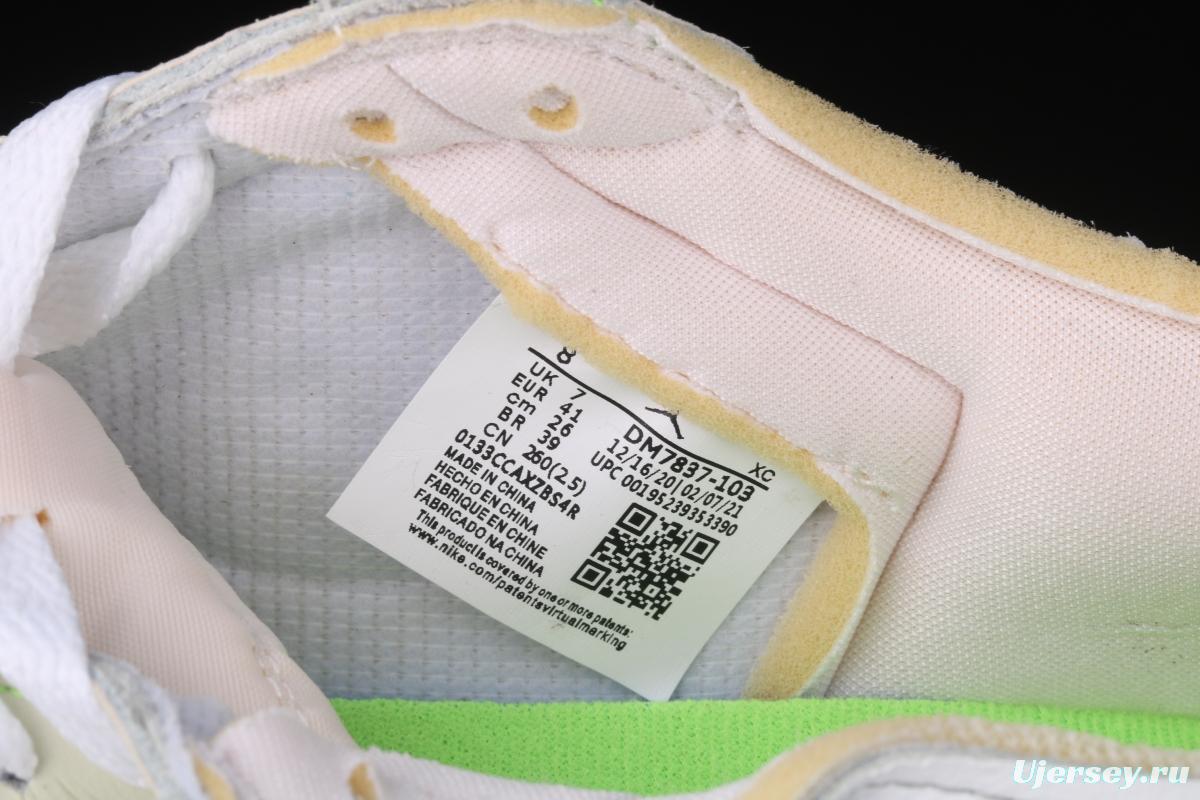 8
UK 7
EUR 41
cm 26
BR 39
CN 260(2.5)
0133CCAXZBS4R
MADE IN CHINA
HECHO EN CHINA
FABRIQUE EN CHINE
FABRICADO NA CHINA
This product is covered by one or more patents:
www.nike.com/patentsvirtualmarking
XC
DM7837-103
12/16/20 | 02/07/21
UPC 00195239353390
Ujersey.ru